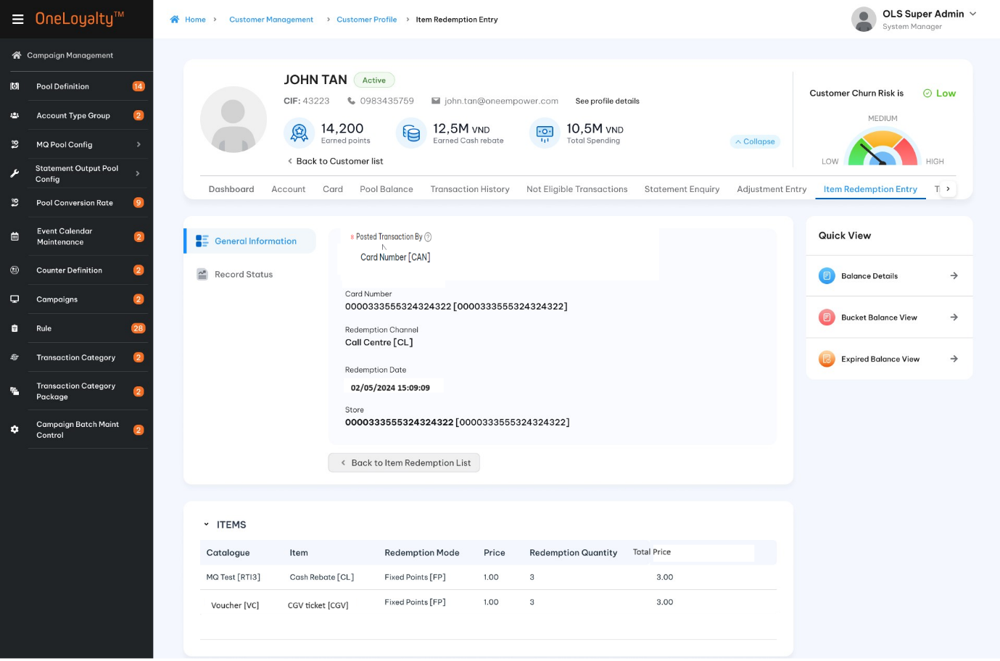 OneLoyalty™
Home > Customer Management > Customer Profile > Item Redemption Entry
OLS Super Admin
System Manager
Campaign Management
Pool Definition 14
Account Type Group 2
MQ Pool Config >
Statement Output Pool
Config >
Pool Conversion Rate 9
Event Calendar
Maintenance 2
Counter Definition 2
Campaigns 2
Rule 28
Transaction Category 2
Transaction Category
Package 2
Campaign Batch Maint
Control 2
JOHN TAN Active
CIF: 43223 0983435759 john.tan@oneempower.com See profile details
14,200
Earned points
12,5M VND
Earned Cash rebate
10,5M VND
Total Spending
Collapse
< Back to Customer list
Customer Churn Risk is Low
MEDIUM
LOW HIGH
Dashboard Account Card Pool Balance Transaction History Not Eligible Transactions Statement Enquiry Adjustment Entry Item Redemption Entry
General Information
Record Status
* Posted Transaction By ?
Card Number [CAN]
Card Number
0000333555324324322 [0000333555324324322]
Redemption Channel
Call Centre [CL]
Redemption Date
02/05/2024 15:09:09
Store
0000333555324324322 [0000333555324324322]
< Back to Item Redemption List
Quick View
Balance Details
Bucket Balance View
Expired Balance View
ITEMS
Catalogue Item Redemption Mode Price Redemption Quantity Total Price
MQ Test [RTI3] Cash Rebate [CL] Fixed Points [FP] 1.00 3 3.00
Voucher [VC] CGV ticket [CGV] Fixed Points [FP] 1.00 3 3.00